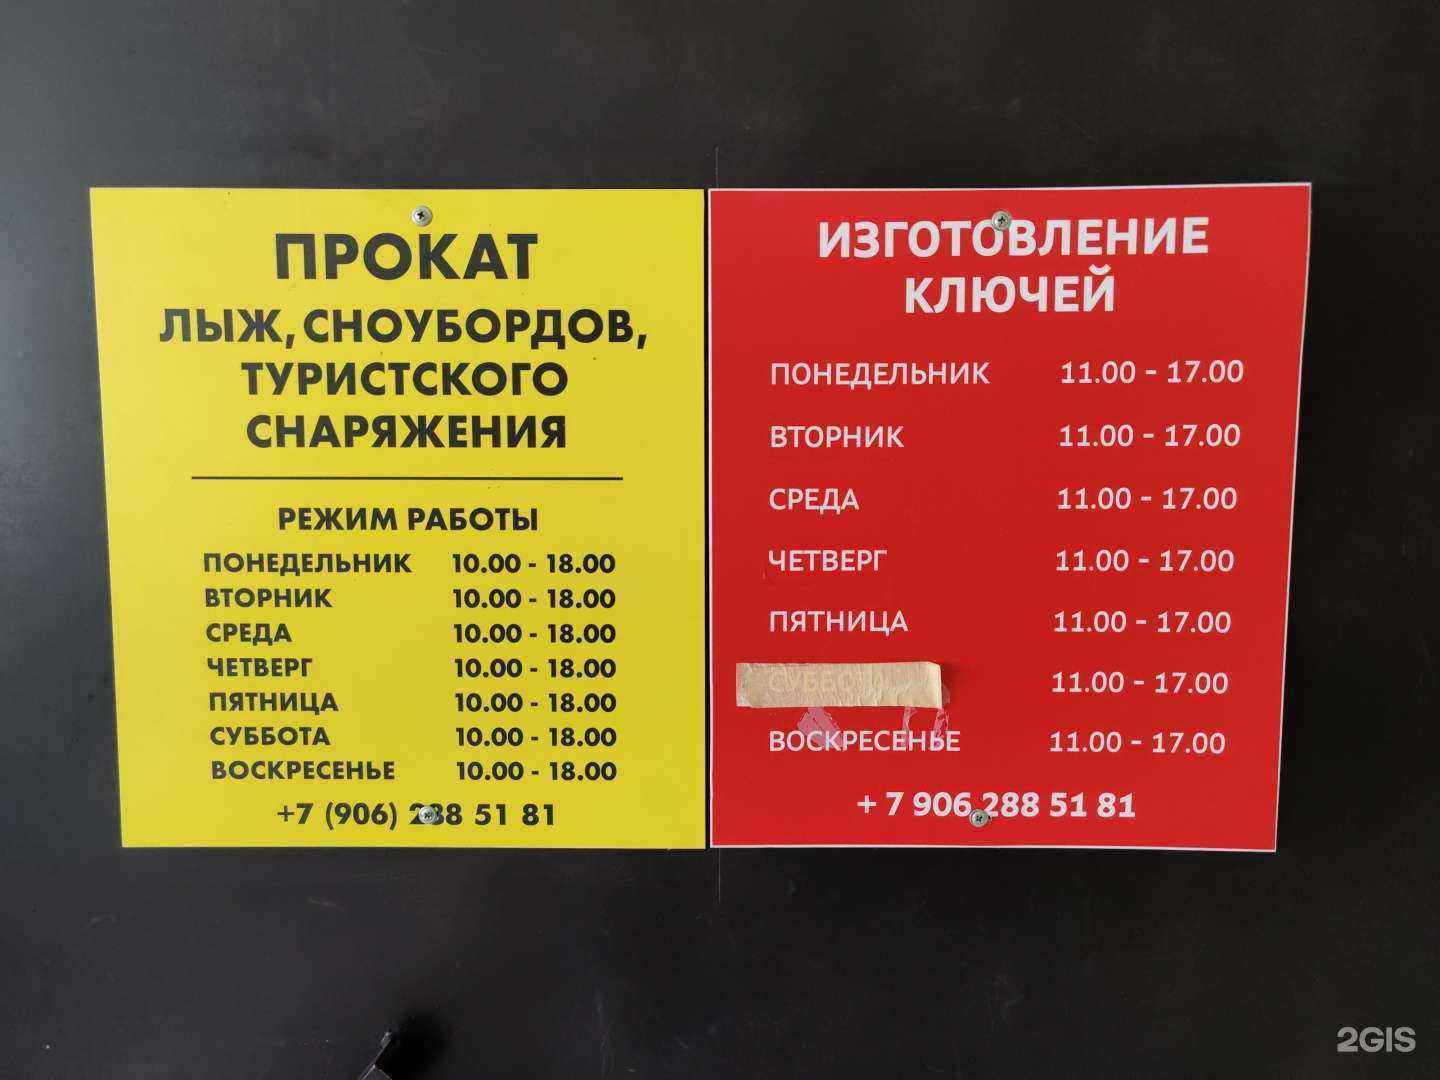 ПРОКАТ
ЛЫЖ, СНОУБОРДОВ,
ТУРИСТСКОГО
СНАРЯЖЕНИЯ
РЕЖИМ РАБОТЫ
ПОНЕДЕЛЬНИК 10.00 - 18.00
ВТОРНИК 10.00 - 18.00
СРЕДА 10.00 - 18.00
ЧЕТВЕРГ 10.00 - 18.00
ПЯТНИЦА 10.00 - 18.00
СУББОТА 10.00 - 18.00
ВОСКРЕСЕНЬЕ 10.00 - 18.00
+7 (906) 288 51 81
ИЗГОТОВЛЕНИЕ
КЛЮЧЕЙ
ПОНЕДЕЛЬНИК 11.00 - 17.00
ВТОРНИК 11.00 - 17.00
СРЕДА 11.00 - 17.00
ЧЕТВЕРГ 11.00 - 17.00
ПЯТНИЦА 11.00 - 17.00
СУББОТА 11.00 - 17.00
ВОСКРЕСЕНЬЕ 11.00 - 17.00
+ 7 906 288 51 81
2GIS